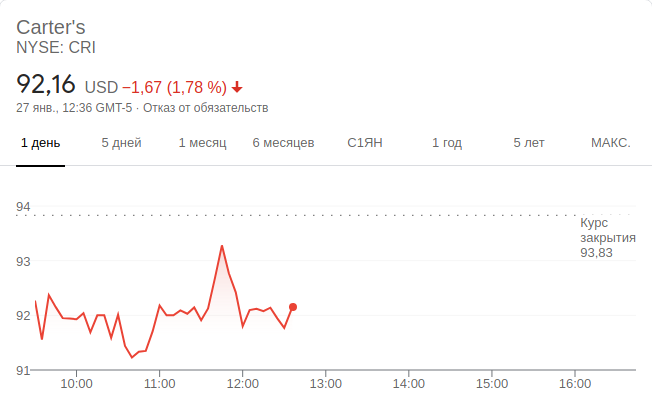 Carter's
NYSE: CRI
92,16 USD −1,67 (1,78 %)
27 янв., 12:36 GMT-5 · Отказ от обязательств
1 день 5 дней 1 месяц 6 месяцев С1ЯН 1 год 5 лет МАКС.
94
Курс
закрытия
93,83
93
92
91
10:00 11:00 12:00 13:00 14:00 15:00 16:00